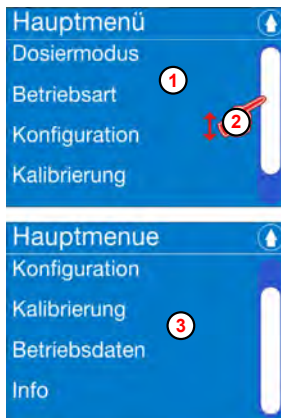 Hauptmenü
Dosiermodus
1
Betriebsart
2
Konfiguration
Kalibrierung
Hauptmenue
Konfiguration
Kalibrierung
3
Betriebsdaten
Info